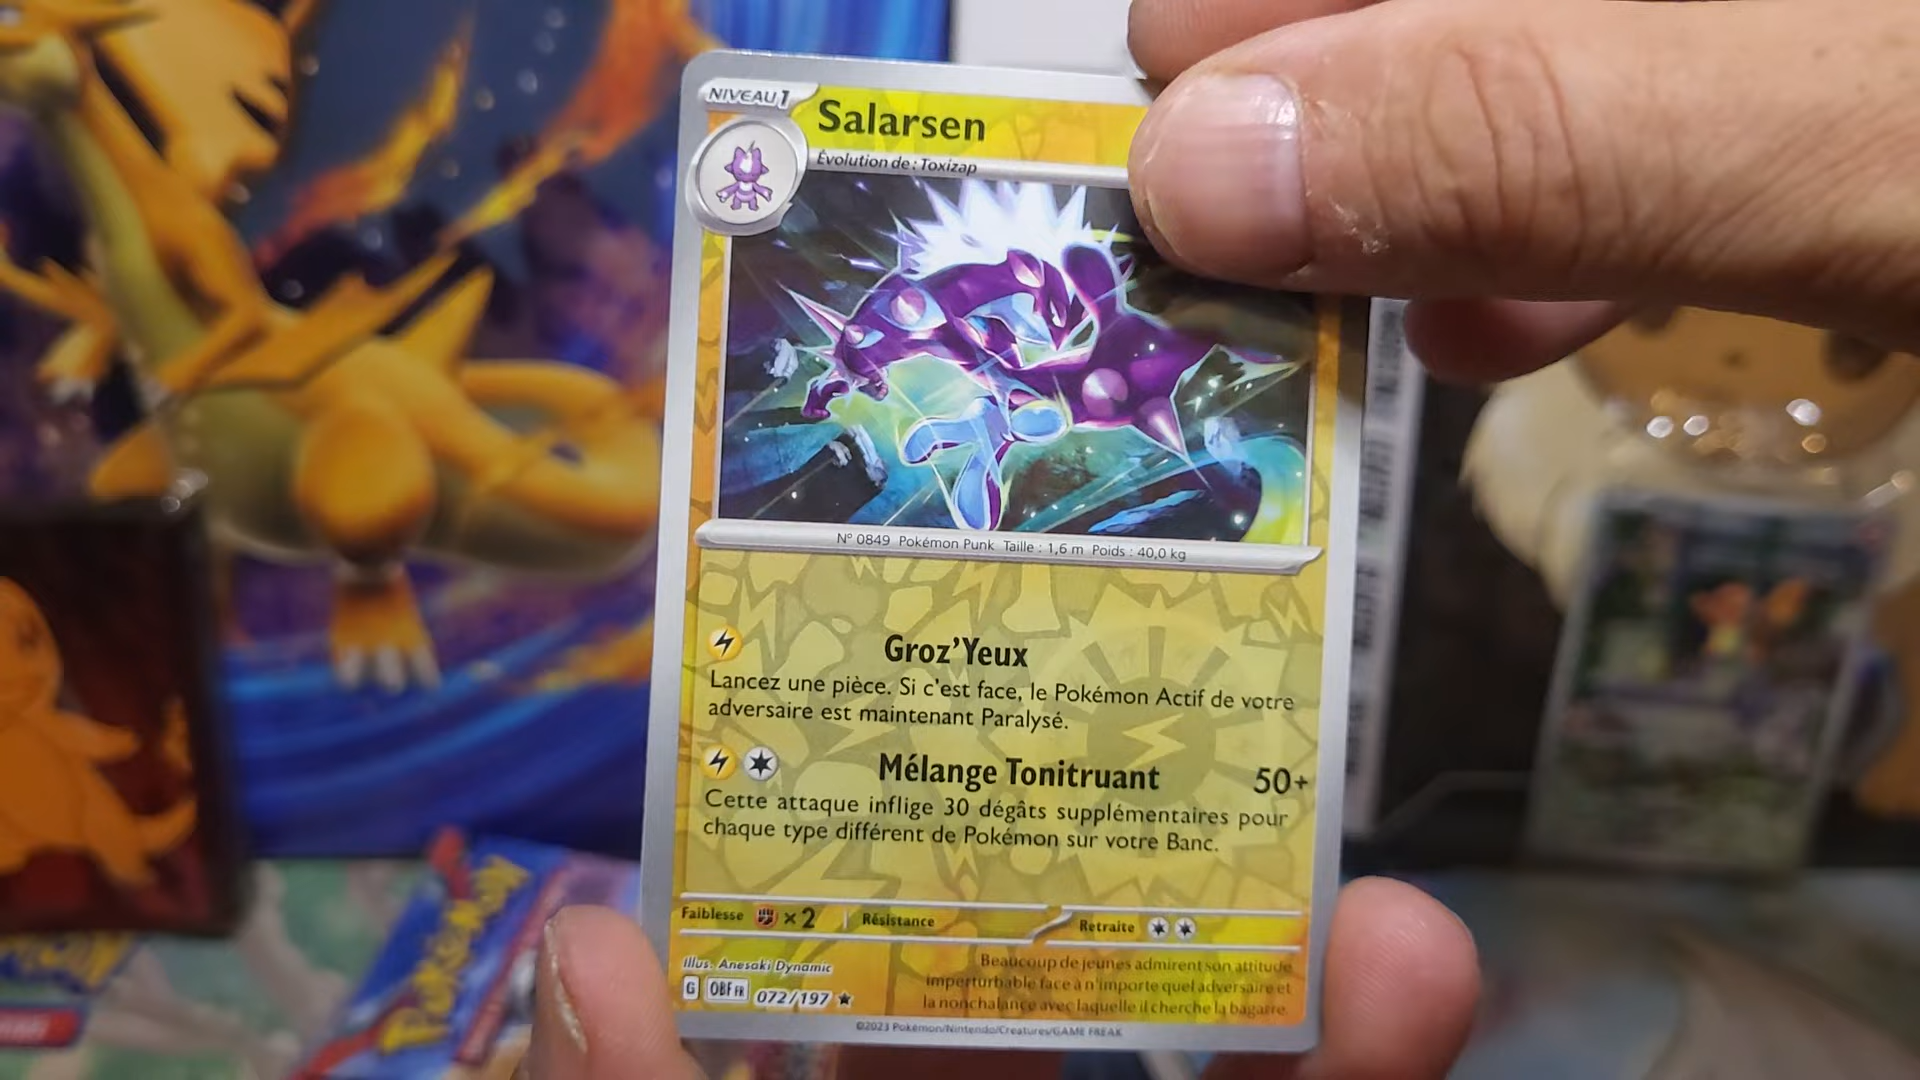 NIVEAU 1
Salarsen
Évolution de : Toxizap
N° 0849 Pokémon Punk Taille : 1,6 m Poids : 40,0 kg
Groz'Yeux
Lancez une pièce. Si c'est face, le Pokémon Actif de votre
adversaire est maintenant Paralysé.
Mélange Tonitruant 50+
Cette attaque inflige 30 dégâts supplémentaires pour
chaque type différent de Pokémon sur votre Banc.
Faiblesse ×2 Résistance Retraite
Illus. Anesaki Dynamic
G OBF FR 072/197 ★
Beaucoup de jeunes admirent son attitude
imperturbable face à n'importe quel adversaire et
la nonchalance avec laquelle il cherche la bagarre.
©2023 Pokémon/Nintendo/Creatures/GAME FREAK
Pokémon